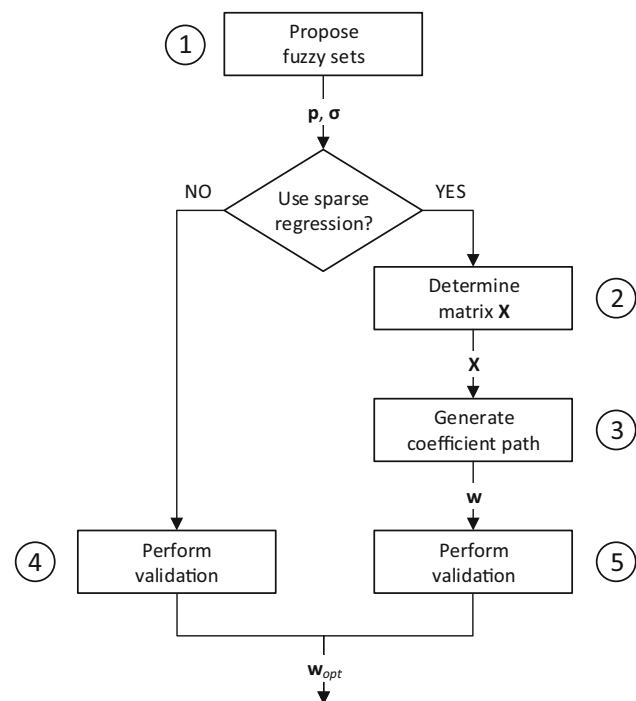 1
Propose
fuzzy sets
p, σ
NO
Use sparse
regression?
YES
Determine
matrix X
2
X
Generate
coefficient path
3
w
4
Perform
validation
Perform
validation
5
wopt